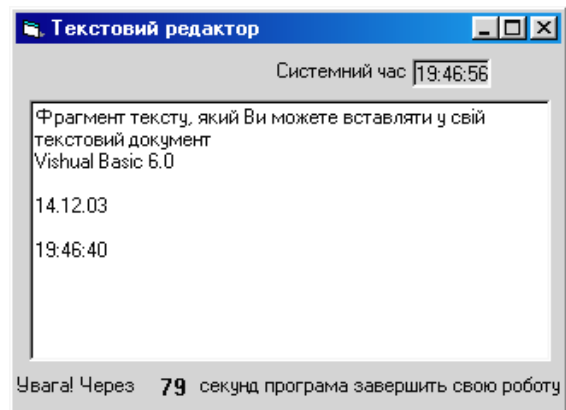 Текстовий редактор
Системний час 19:46:56
Фрагмент тексту, який Ви можете вставляти у свій
текстовий документ
Vishual Basic 6.0
14.12.03
19:46:40
Увага! Через 79 секунд програма завершить свою роботу